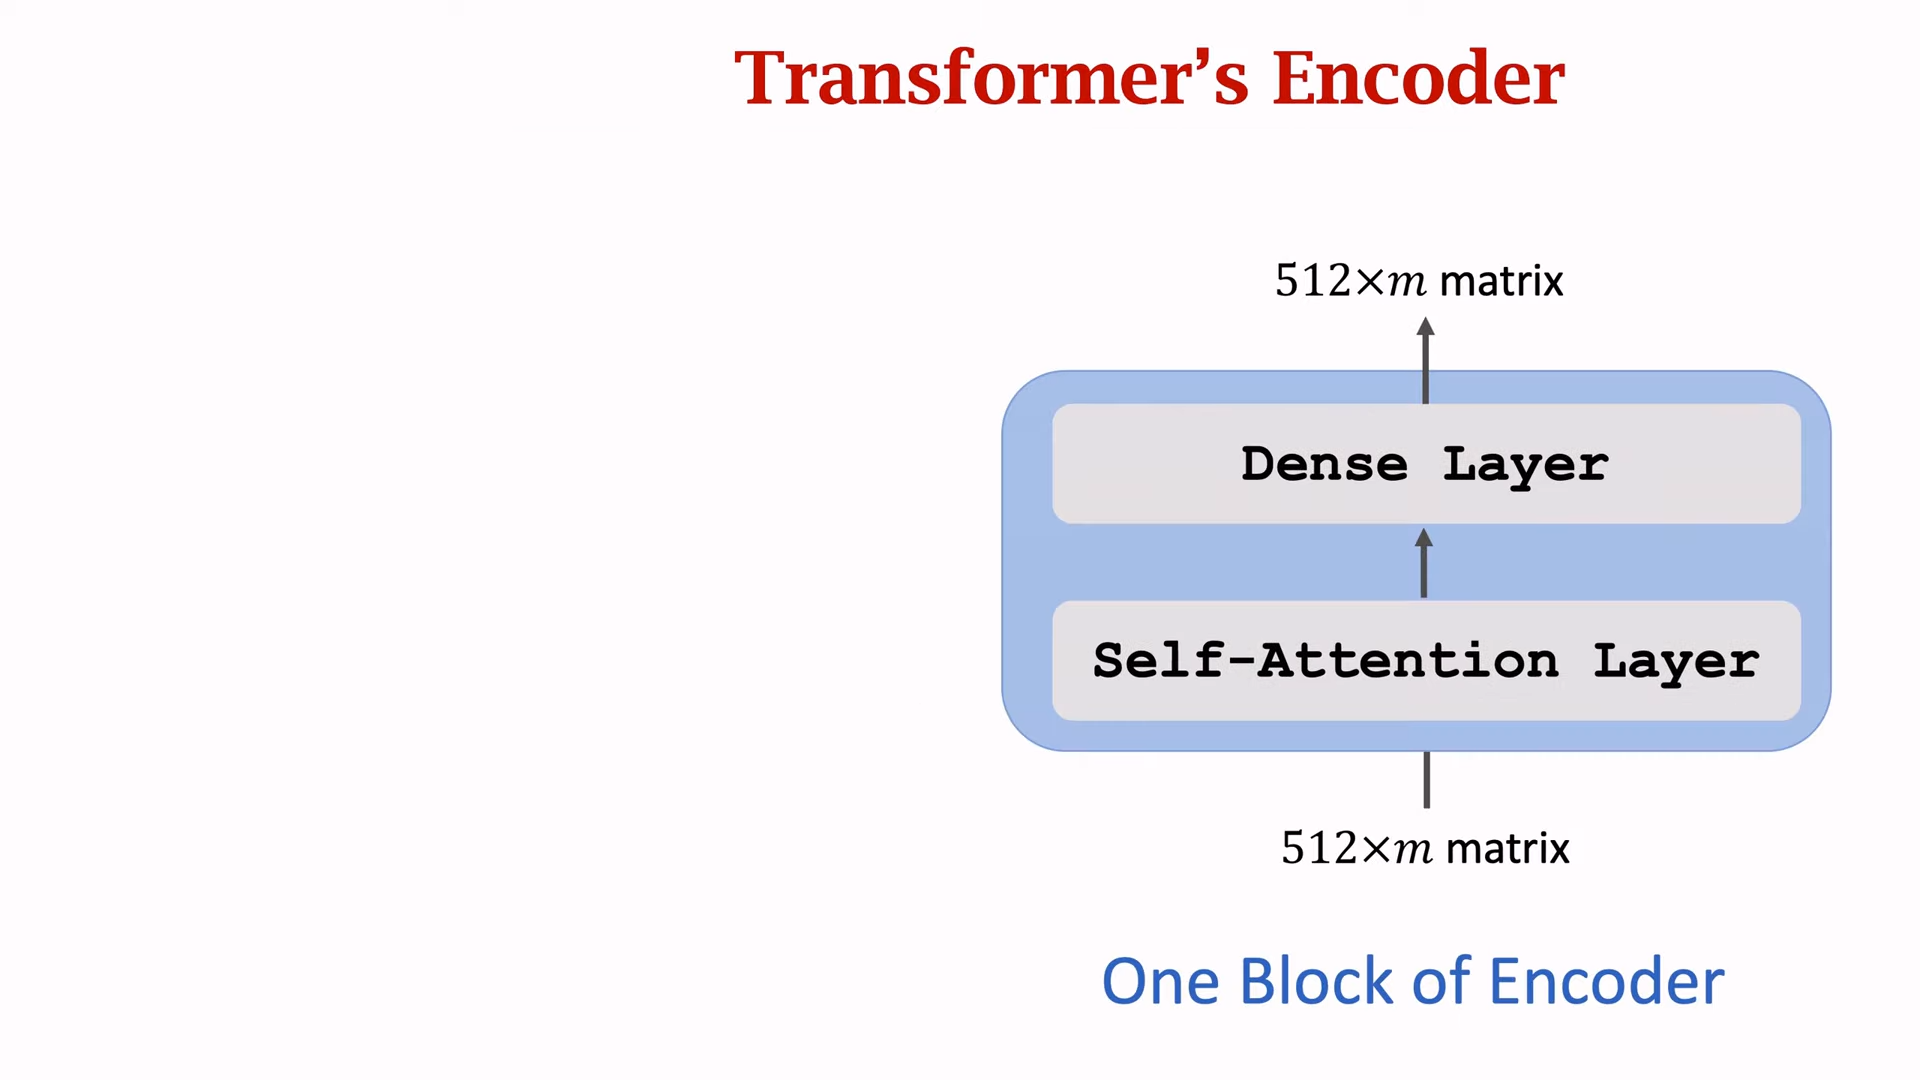 Transformer’s Encoder
512×m matrix
Dense Layer
Self-Attention Layer
512×m matrix
One Block of Encoder